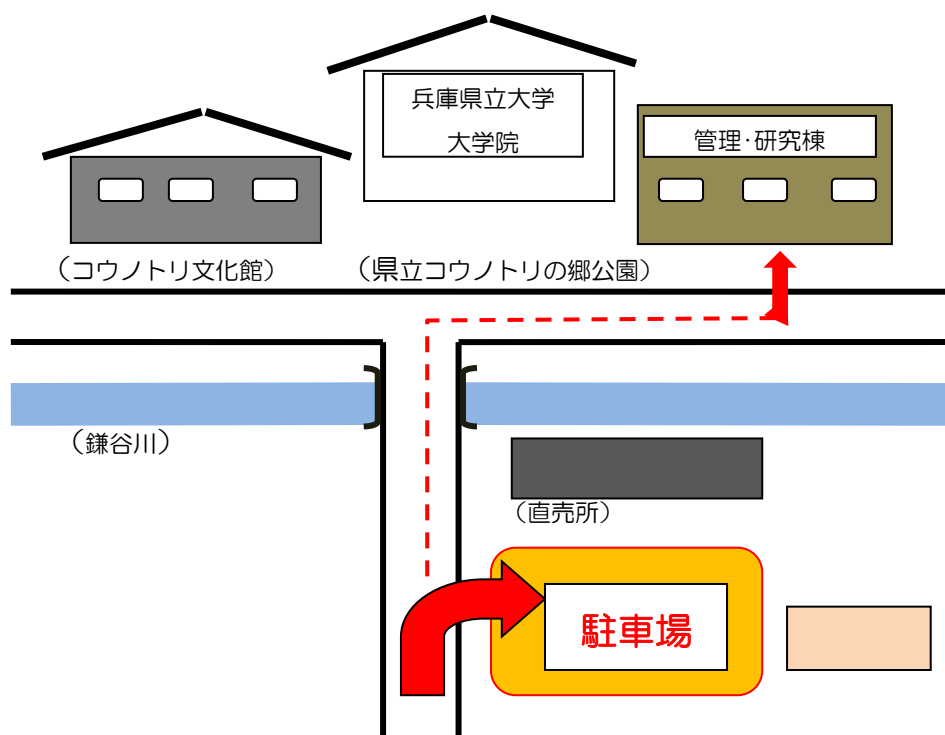 兵庫県立大学
大学院
管理・研究棟
（コウノトリ文化館）
（県立コウノトリの郷公園）
（鎌谷川）
（直売所）
駐車場